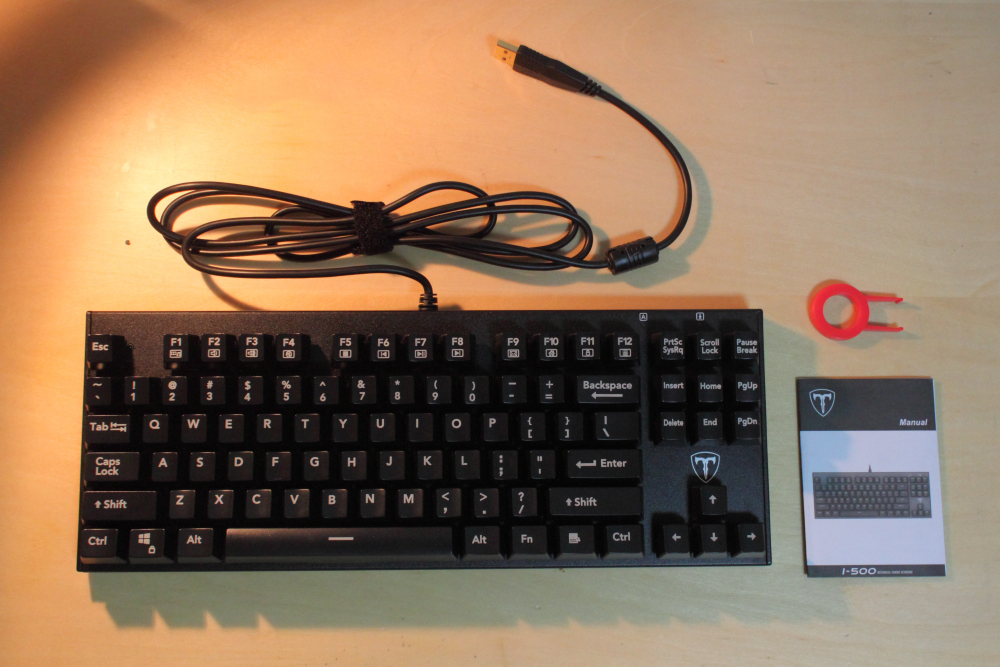 A
Esc F1 F2 F3 F4 F5 F6 F7 F8 F9 F10 F11 F12 PrtSc SysRq Scroll Lock Pause Break
~ ` ! 1 @ 2 # 3 $ 4 % 5 ^ 6 & 7 * 8 ( 9 ) 0 - - + = Backspace Insert Home PgUp
Tab Q W E R T Y U I O P { [ } ] | \ Delete End PgDn
Caps Lock A S D F G H J K L : ; " ' Enter
Shift Z X C V B N M < , > . ? / Shift
Ctrl Alt Alt Fn Ctrl
Manual
I-500